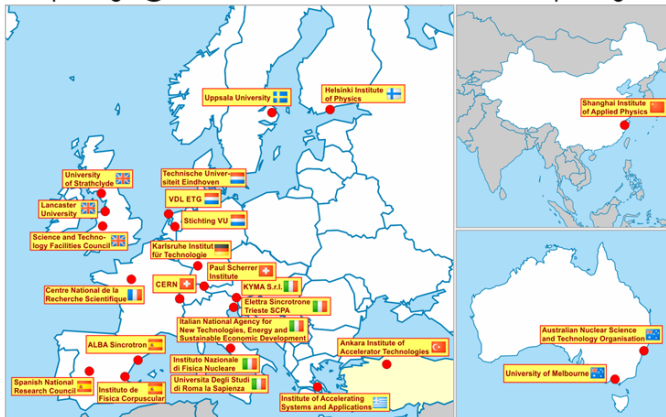 Uppsala University
Helsinki Institute
of Physics
Shanghai Institute
of Applied Physics
University
of Strathclyde
Technische Univer-
siteit Eindhoven
VDL ETG
Lancaster
University
Stichting VU
Science and Techno-
logy Facilities Council
Karlsruhe Institut
für Technologie
Paul Scherrer
Institute
CERN
KYMA S.r.l.
Centre National de la
Recherche Scientifique
Elettra Sincrotrone
Trieste SCPA
Italian National Agency for
New Technologies, Energy and
Sustainable Economic Development
Australian Nuclear Science
and Technology Organisation
ALBA Sincrotron
Ankara Institute of
Accelerator Technologies
Istituto Nazionale
di Fisica Nucleare
University of Melbourne
Spanish National
Research Council
Instituto de
Fisica Corpuscular
Universita Degli Studi
di Roma la Sapienza
Institute of Accelerating
Systems and Applications